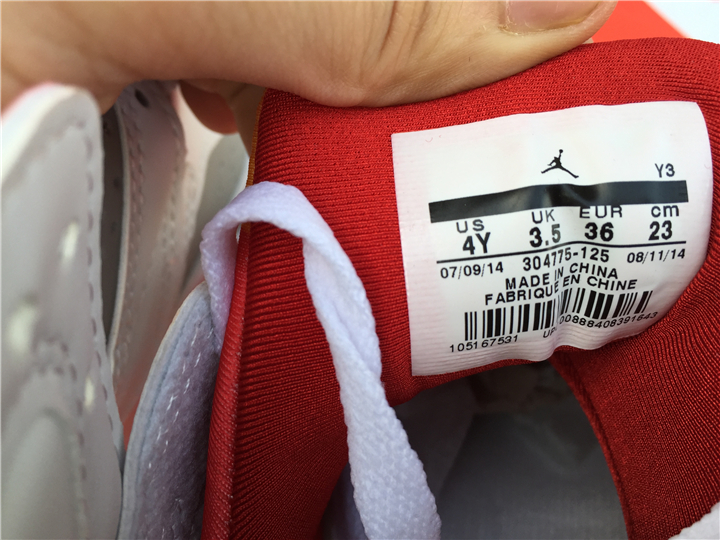 Y3
US UK EUR cm
4Y 3.5 36 23
07/09/14 304775-125 08/11/14
MADE IN CHINA
FABRIQUE EN CHINE
105167531 UPC 00888408391643